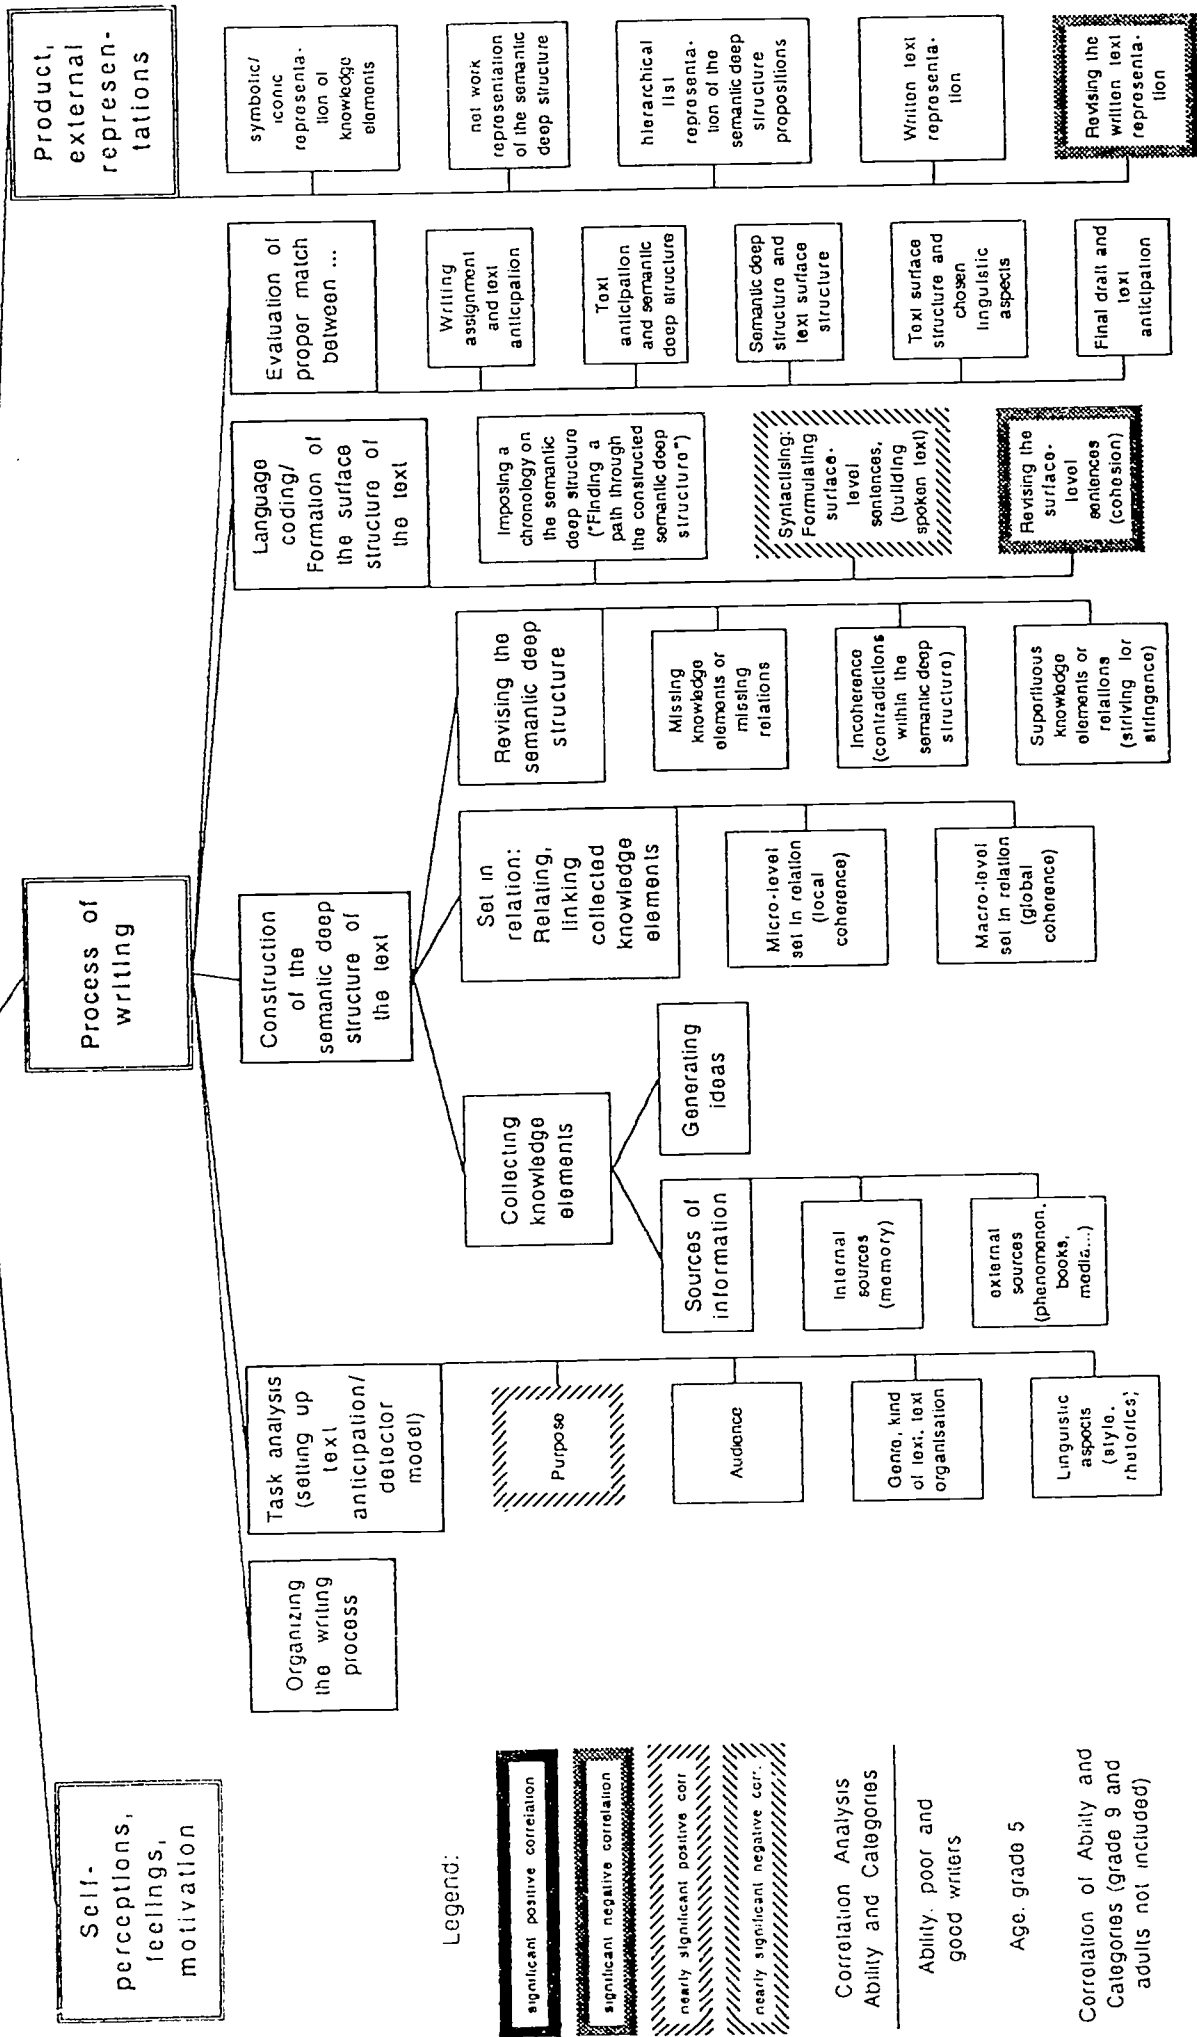 Self-
perceptions,
feelings,
motivation
Process of
writing
Product,
external
represen-
tations
Organizing
the writing
process
Task analysis
(setting up
text
anticipation/
detector
model)
Purpose
Audience
Genre, kind
of text, text
organisation
Linguistic
aspects
(style,
rhetorics)
Construction
of the
semantic deep
structure of
the text
Collecting
knowledge
elements
Sources of
information
Internal
sources
(memory)
external
sources
(phenomenon,
books,
media...)
Generating
ideas
Set in
relation:
Relating,
linking
collected
knowledge
elements
Micro-level
set in relation
(local
coherence)
Macro-level
set in relation
(global
coherence)
Revising the
semantic deep
structure
Missing
knowledge
elements or
missing
relations
Incoherence
(contradictions
within the
semantic deep
structure)
Superfluous
knowledge
elements or
relations
(striving for
stringence)
Language
coding/
Formation of
the surface
structure of
the text
Imposing a
chronology on
the semantic
deep structure
("Finding a
path through
the constructed
semantic deep
structure")
Syntactising:
Formulating
surface-
level
sentences,
(building
spoken text)
Revising the
surface-
level
sentences
(cohesion)
Evaluation of
proper match
between ...
Writing
assignment
and text
anticipation
Text
anticipation
and semantic
deep structure
Semantic deep
structure and
text surface
structure
Text surface
structure and
chosen
linguistic
aspects
Final draft and
text
anticipation
symbolic/
iconic
representa-
tion of
knowledge
elements
net work
representation
of the semantic
deep structure
hierarchical
list
representa-
tion of the
semantic deep
structure
propositions
Written text
representa-
tion
Revising the
written text
representa-
tion
Legend:
significant positive correlation
significant negative correlation
nearly significant positive corr
nearly significant negative corr.
Correlation Analysis
Ability and Categories
Ability. poor and
good writers
Age. grade 5
Correlation of Ability and
Categories (grade 9 and
adults not included)